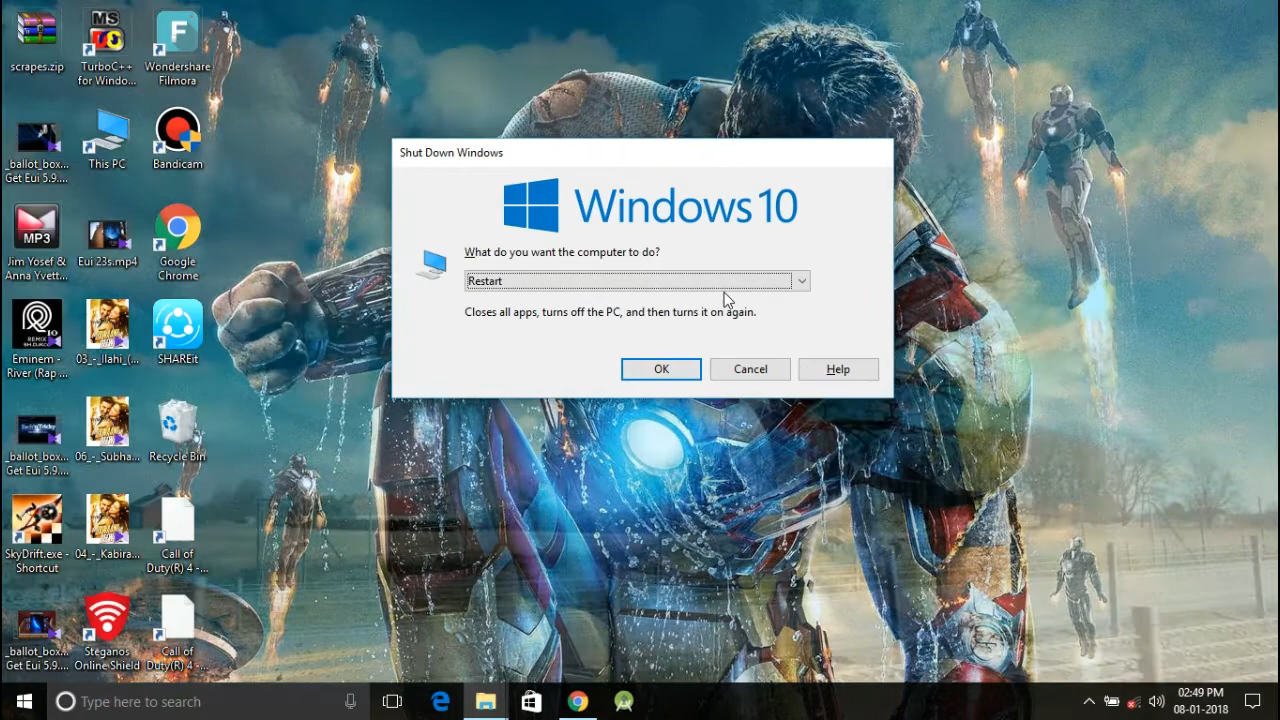 scrapes.zip
MS
TurboC++
for Windo...
F
Wondershare
Filmora
_ballot_box...
Get Eui 5.9....
This PC
Bandicam
MP3
Jim Yosef &
Anna Yvett...
Eui 23s.mp4
Google
Chrome
Eminem -
River (Rap ...
03_-_Ilahi_(...
SHAREit
_ballot_box...
Get Eui 5.9....
06_-_Subha...
Recycle Bin
SkyDrift.exe -
Shortcut
04_-_Kabira...
Call of
Duty(R) 4 -...
_ballot_box...
Get Eui 5.9....
Steganos
Online Shield
Call of
Duty(R) 4 -...
Shut Down Windows
Windows 10
What do you want the computer to do?
Restart
Closes all apps, turns off the PC, and then turns it on again.
OK
Cancel
Help
Type here to search
02:49 PM
08-01-2018